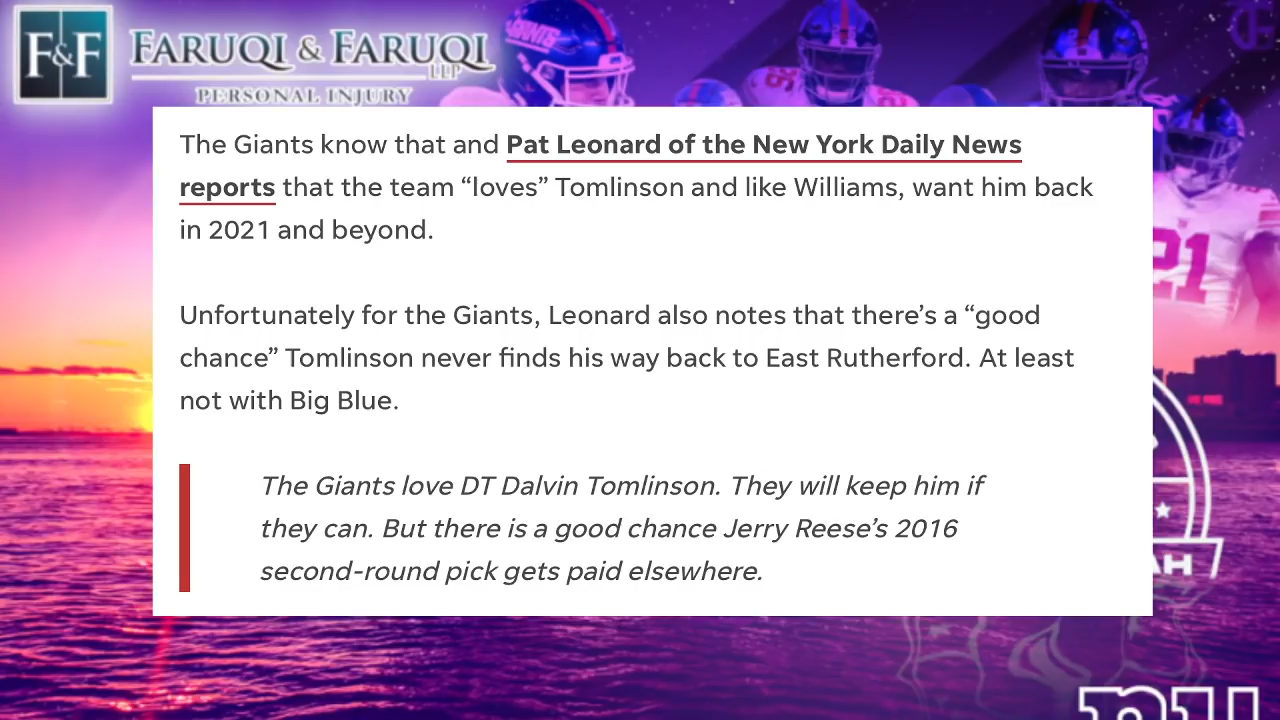 F&F
FARUQI & FARUQI
LLP
PERSONAL INJURY
GIANTS
The Giants know that and Pat Leonard of the New York Daily News
reports that the team “loves” Tomlinson and like Williams, want him back
in 2021 and beyond.
Unfortunately for the Giants, Leonard also notes that there’s a “good
chance” Tomlinson never finds his way back to East Rutherford. At least
not with Big Blue.
The Giants love DT Dalvin Tomlinson. They will keep him if
they can. But there is a good chance Jerry Reese’s 2016
second-round pick gets paid elsewhere.
21
AH
ny